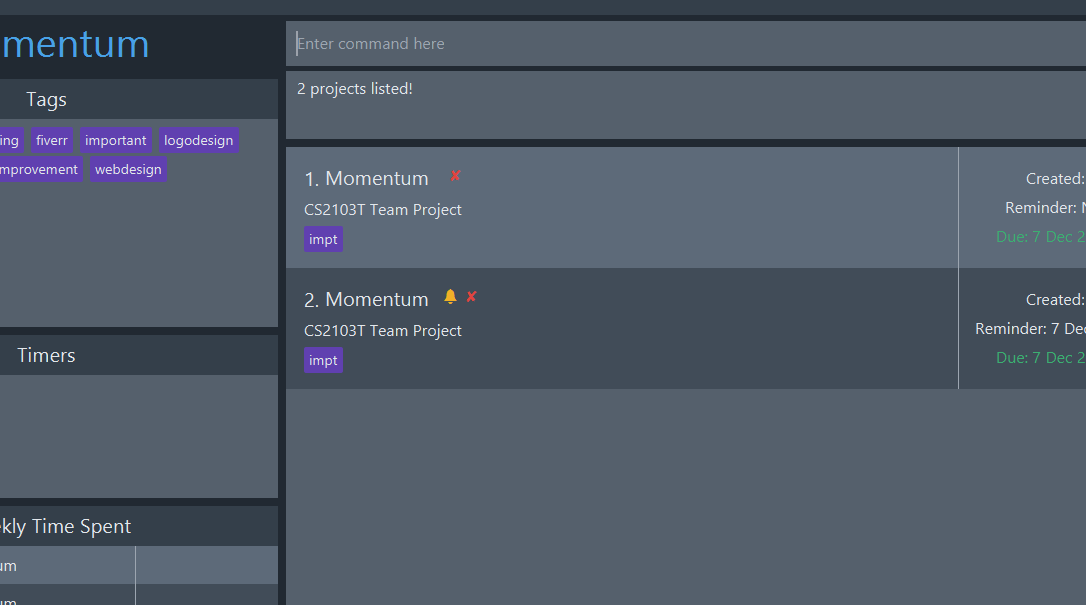 mentum
Tags
ing fiverr important logodesign
mprovement webdesign
Timers
kly Time Spent
um
um
Enter command here
2 projects listed!
1. Momentum ✘
CS2103T Team Project
impt
Created:
Reminder: N
Due: 7 Dec 2
2. Momentum 🔔 ✘
CS2103T Team Project
impt
Created:
Reminder: 7 Dec
Due: 7 Dec 2